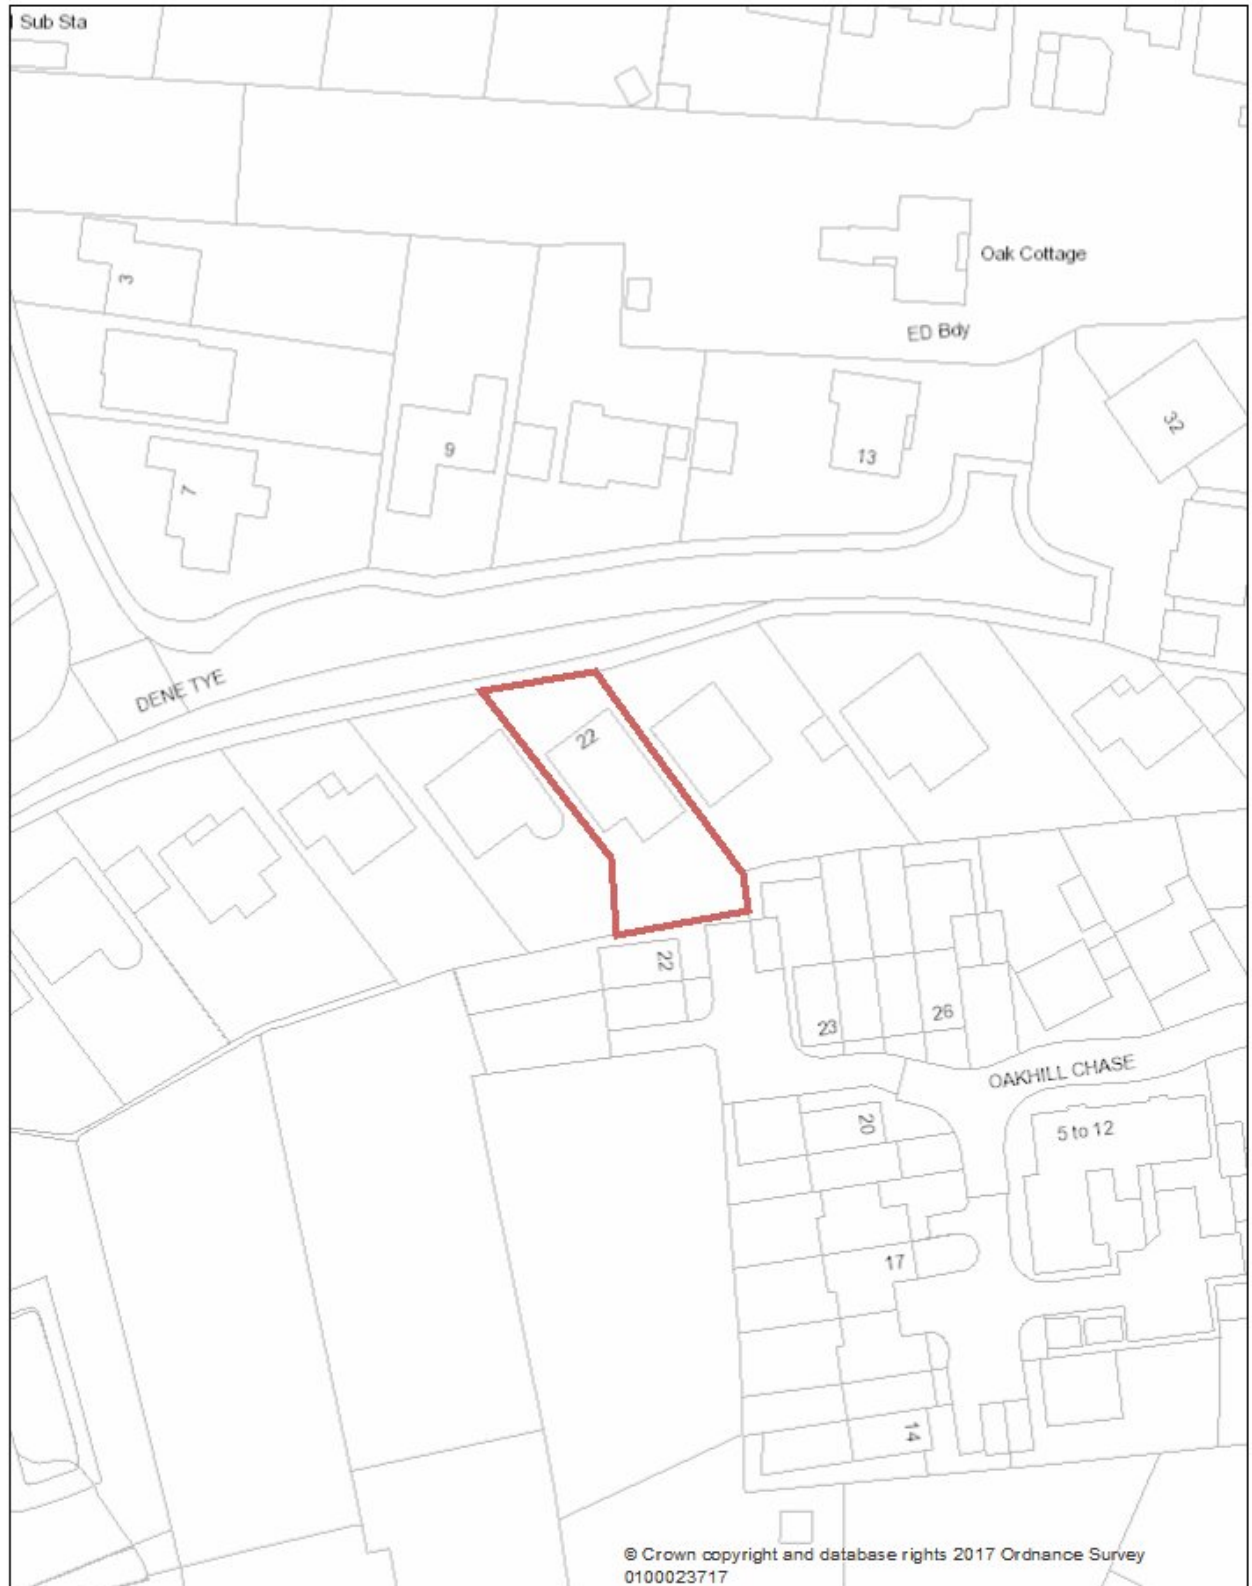 Sub Sta
Oak Cottage
3
ED Bdy
32
9
13
7
DENE TYE
22
22
23
26
OAKHILL CHASE
20
5 to 12
17
14
© Crown copyright and database rights 2017 Ordnance Survey
0100023717